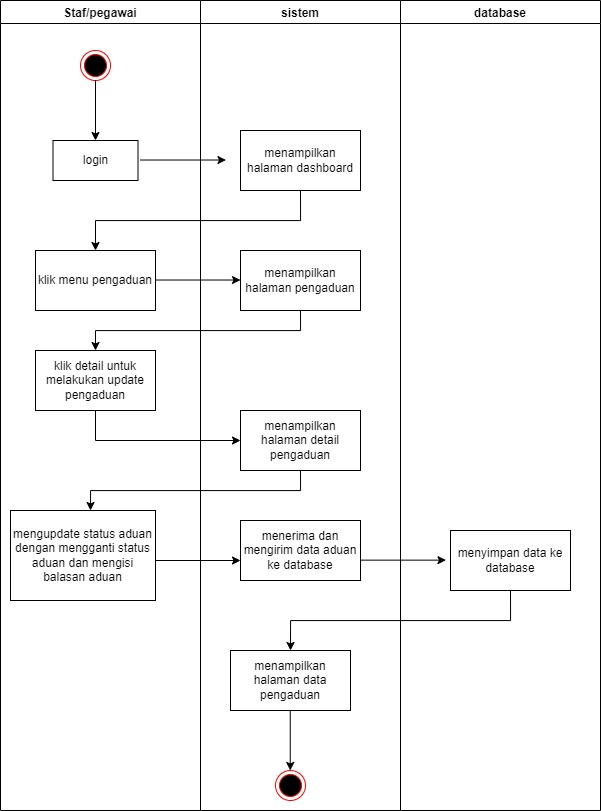 Staf/pegawai
sistem
database
login
menampilkan
halaman dashboard
klik menu pengaduan
menampilkan
halaman pengaduan
klik detail untuk
melakukan update
pengaduan
menampilkan
halaman detail
pengaduan
mengupdate status aduan
dengan mengganti status
aduan dan mengisi
balasan aduan
menerima dan
mengirim data aduan
ke database
menyimpan data ke
database
menampilkan
halaman data
pengaduan